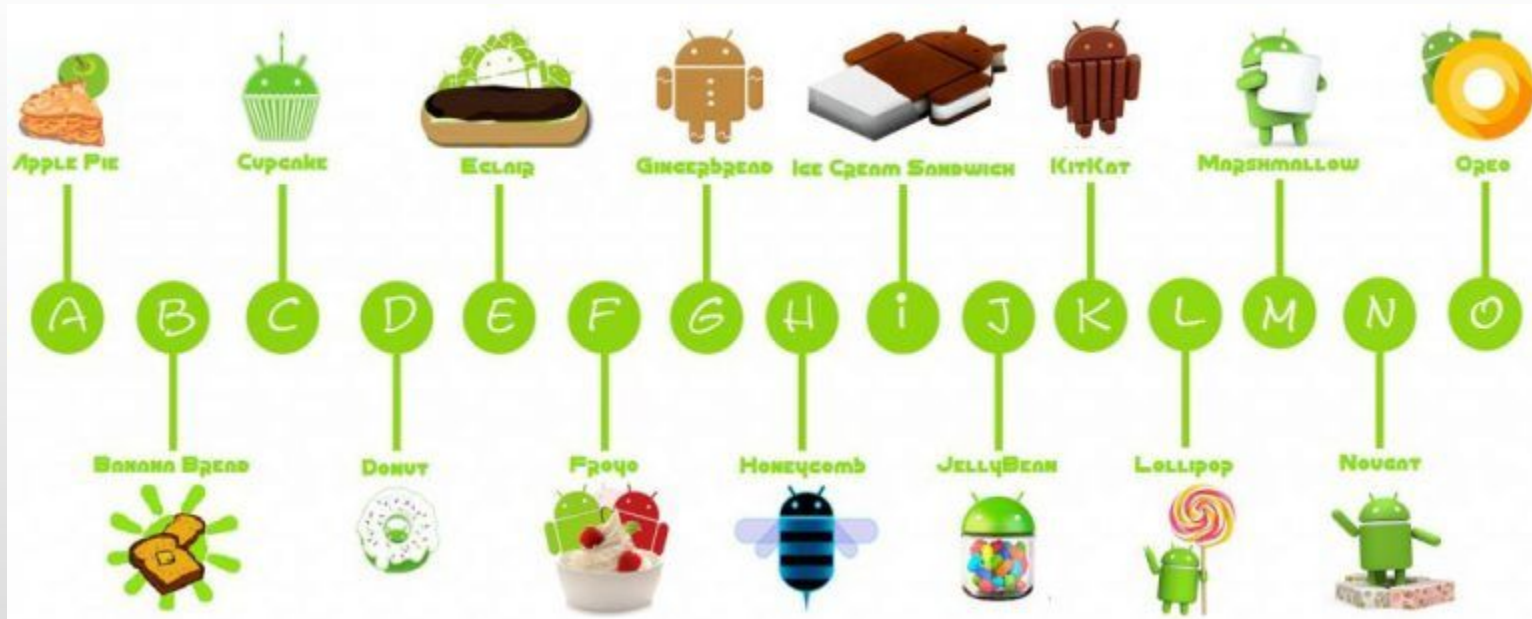 Apple Pie
Cupcake
Eclair
Gingerbread
Ice Cream Sandwich
KitKat
Marshmallow
Oreo
A
B
C
D
E
F
G
H
i
J
K
L
M
N
O
Banana Bread
Donut
Froyo
Honeycomb
JellyBean
Lollipop
Nougat